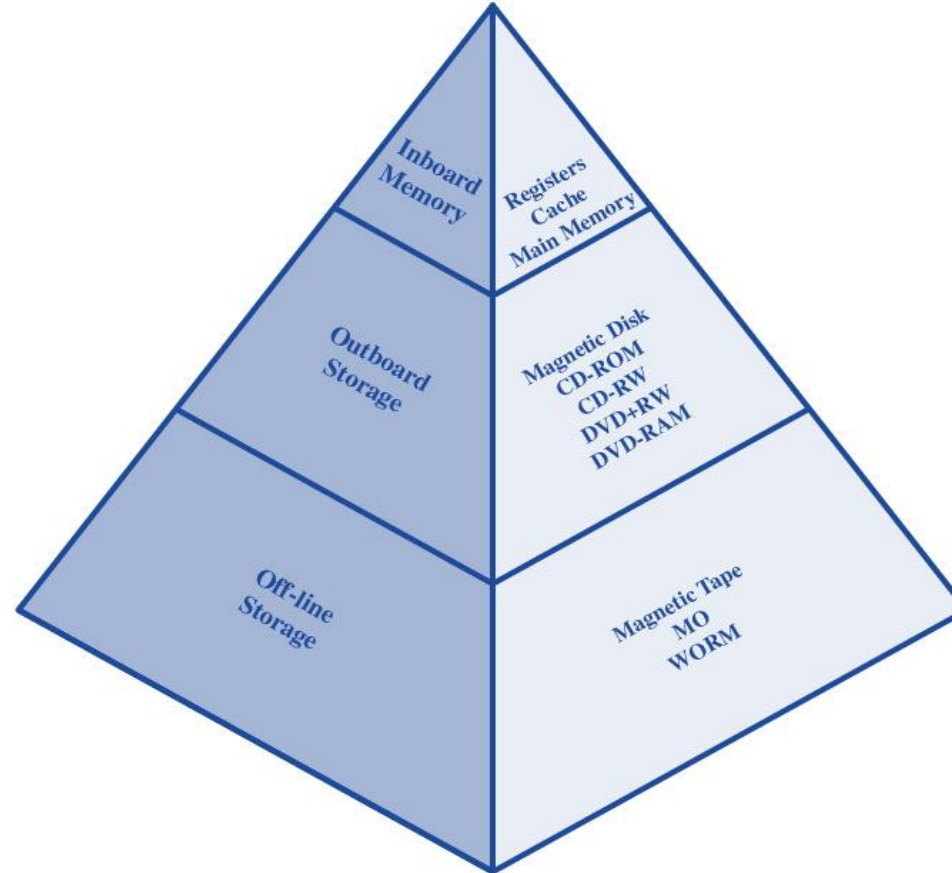 Inboard
Memory
Registers
Cache
Main Memory
Outboard
Storage
Magnetic Disk
CD-ROM
CD-RW
DVD+RW
DVD-RAM
Off-line
Storage
Magnetic Tape
MO
WORM